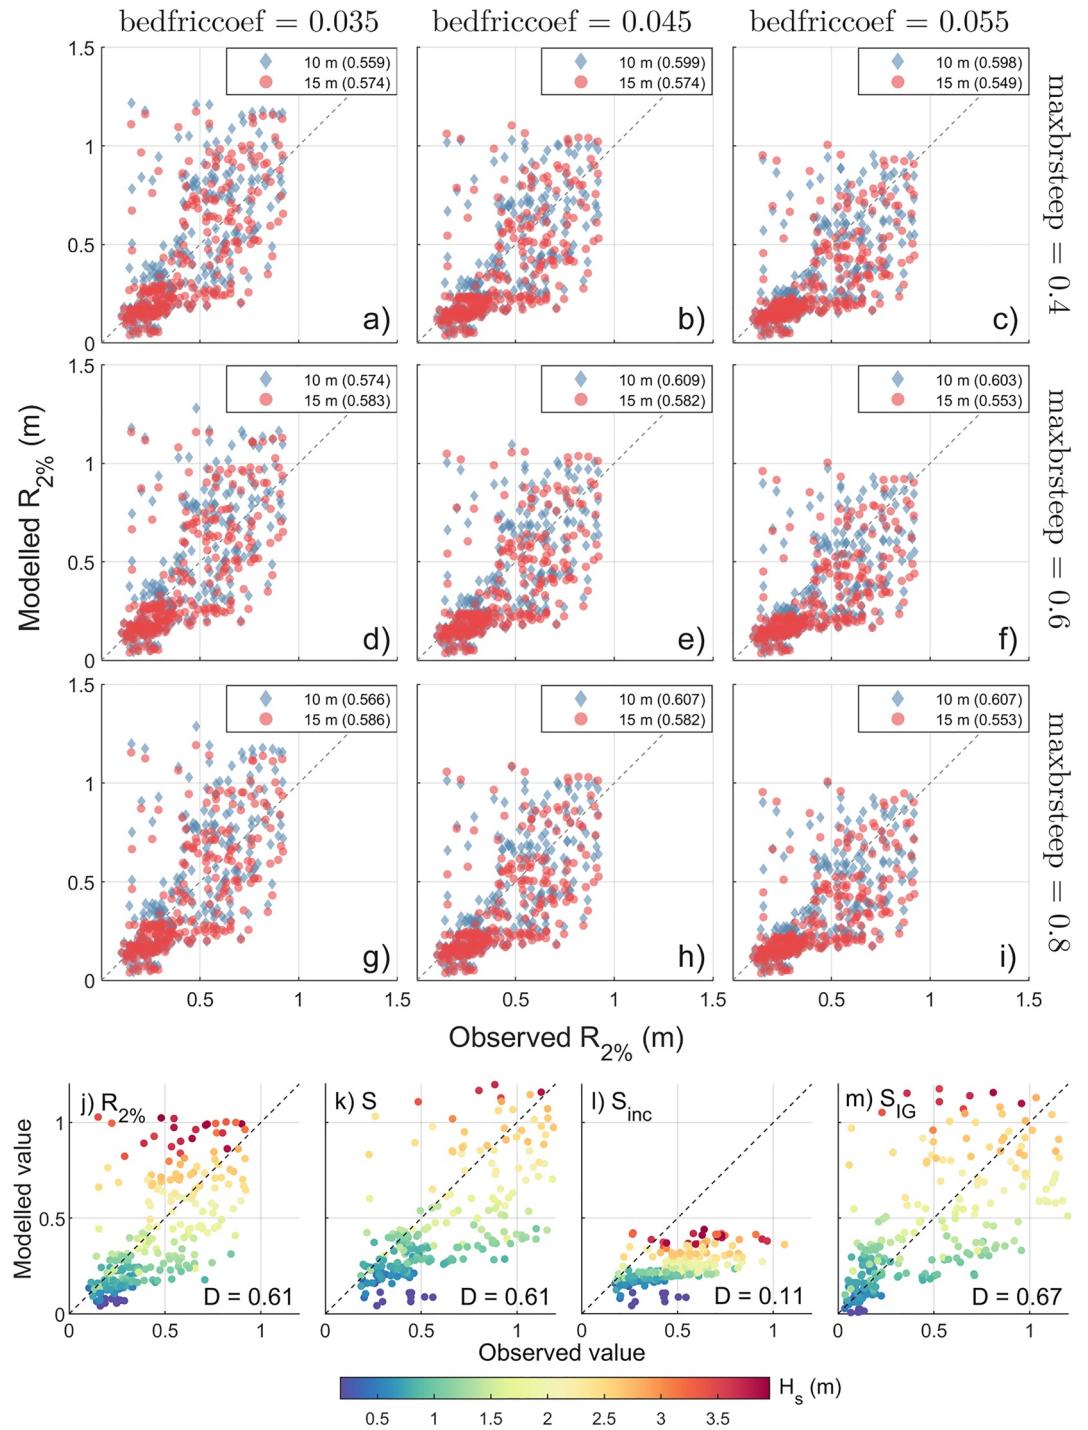 bedfriccoef = 0.035
bedfriccoef = 0.045
bedfriccoef = 0.055
maxbrsteep = 0.4
maxbrsteep = 0.6
maxbrsteep = 0.8
Modelled R2% (m)
1.5
1
0.5
0
10 m (0.559)
15 m (0.574)
a)
10 m (0.599)
15 m (0.574)
b)
10 m (0.598)
15 m (0.549)
c)
1.5
1
0.5
0
10 m (0.574)
15 m (0.583)
d)
10 m (0.609)
15 m (0.582)
e)
10 m (0.603)
15 m (0.553)
f)
1.5
1
0.5
0
10 m (0.566)
15 m (0.586)
g)
10 m (0.607)
15 m (0.582)
h)
10 m (0.607)
15 m (0.553)
i)
0.5 1 1.5
0.5 1 1.5
0.5 1 1.5
Observed R2% (m)
Modelled value
1
0.5
0
j) R2%
D = 0.61
k) S
D = 0.61
l) Sinc
D = 0.11
m) SIG
D = 0.67
0 0.5 1
0 0.5 1
0 0.5 1
0 0.5 1
Observed value
Hs (m)
0.5 1 1.5 2 2.5 3 3.5